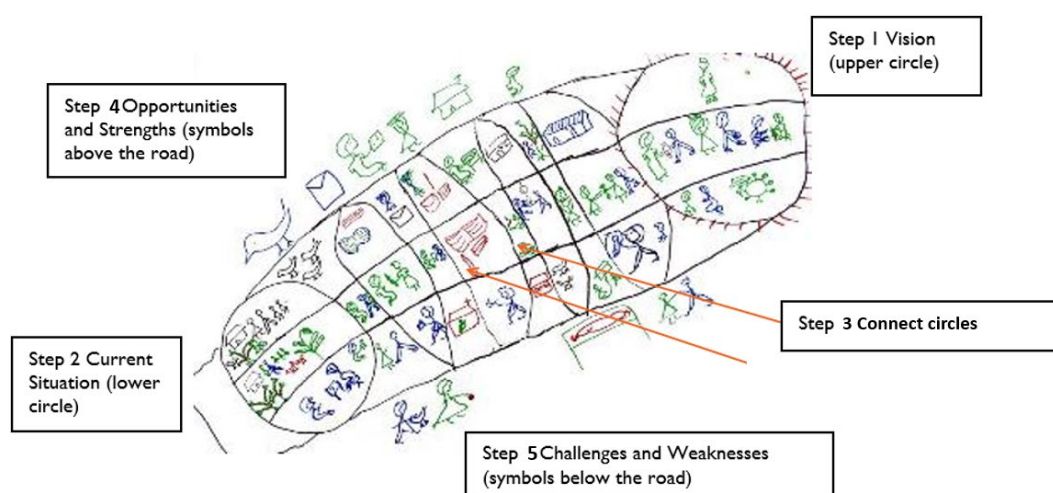 Step 1 Vision
(upper circle)
Step 4 Opportunities
and Strengths (symbols
above the road)
Step 3 Connect circles
Step 2 Current
Situation (lower
circle)
Step 5 Challenges and Weaknesses
(symbols below the road)